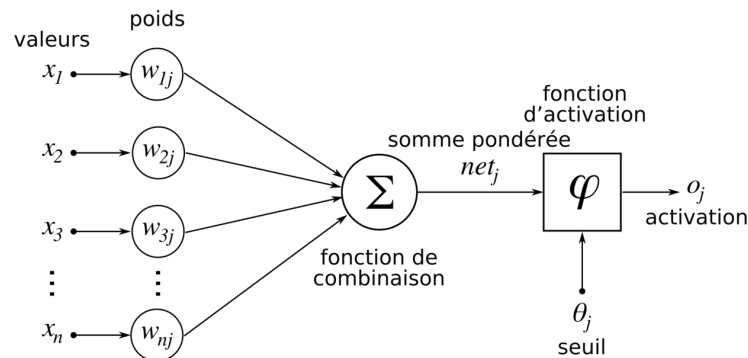 poids
valeurs
x1
w1j
x2
w2j
x3
w3j
⋮
⋮
xn
wnj
Σ
fonction de
combinaison
somme pondérée
netj
fonction
d’activation
φ
oj
activation
θj
seuil